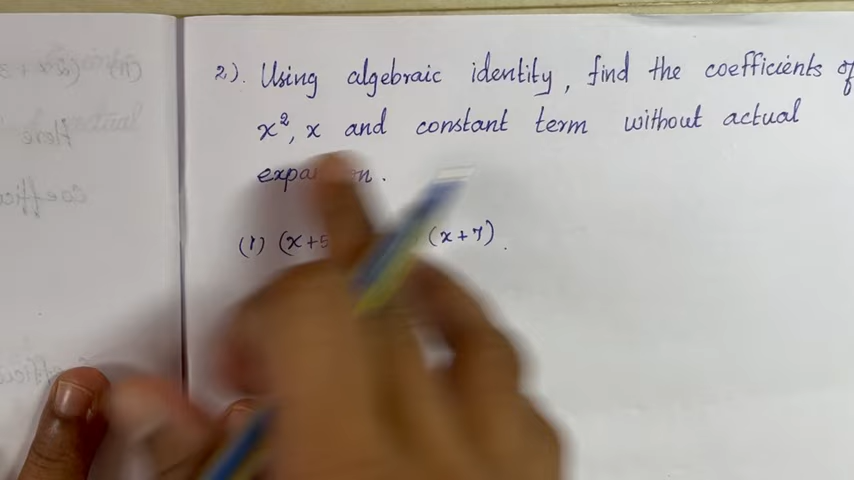 2). Using algebraic identity, find the coefficients of
x², x and constant term without actual
(1) (x+5 (x+7).